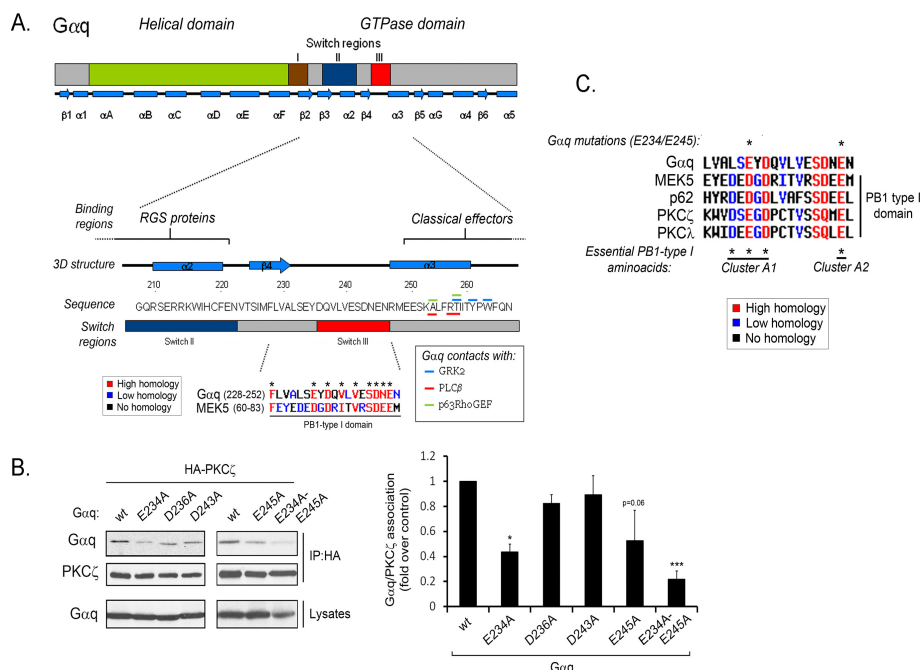 A.
Gαq
Helical domain
GTPase domain
Switch regions
I II III
β1 α1 αA αB αC αD αE αF β2 β3 α2 β4 α3 β5 αG α4 β6 α5
Binding regions
RGS proteins
Classical effectors
3D structure
α2 β4 α3
210 230 240 250 260
Sequence
GQRSERRKWIHCFENVTSIMFLVALSEYDQVLVESDNENRMEESKALFRTIITYPWFQN
Switch regions
Switch II
Switch III
High homology
Low homology
No homology
* * * * * * * *
Gαq (228-252) FLVALSEYDQVLVESDNEN
MEK5 (60-83) FEYEDEDGDRITVRSDEEM
PB1-type I domain
Gαq contacts with:
GRK2
PLCβ
p63RhoGEF
B.
HA-PKCζ
Gαq:
wt E234A D236A D243A
wt E245A E234A-E245A
Gαq
PKCζ
IP:HA
Gαq
Lysates
Gαq/PKCζ association
(fold over control)
1.2
1
0.8
0.6
0.4
0.2
0
*
p=0.06
***
wt E234A D236A D243A E245A E234A-E245A
Gαq
C.
Gαq mutations (E234/E245): * *
Gαq LVALSEYDQVLVESDNEN
MEK5 EYEDEDGDRITVRSDEEM
p62 HYRDEDGDLVAFSSDEEL
PKCζ KWVDSEGDPCTVSSQMEL
PKCλ KWIDEEGDPCTVSSQLEL
PB1 type I
domain
Essential PB1-type I
aminoacids:
* * * *
Cluster A1 Cluster A2
High homology
Low homology
No homology